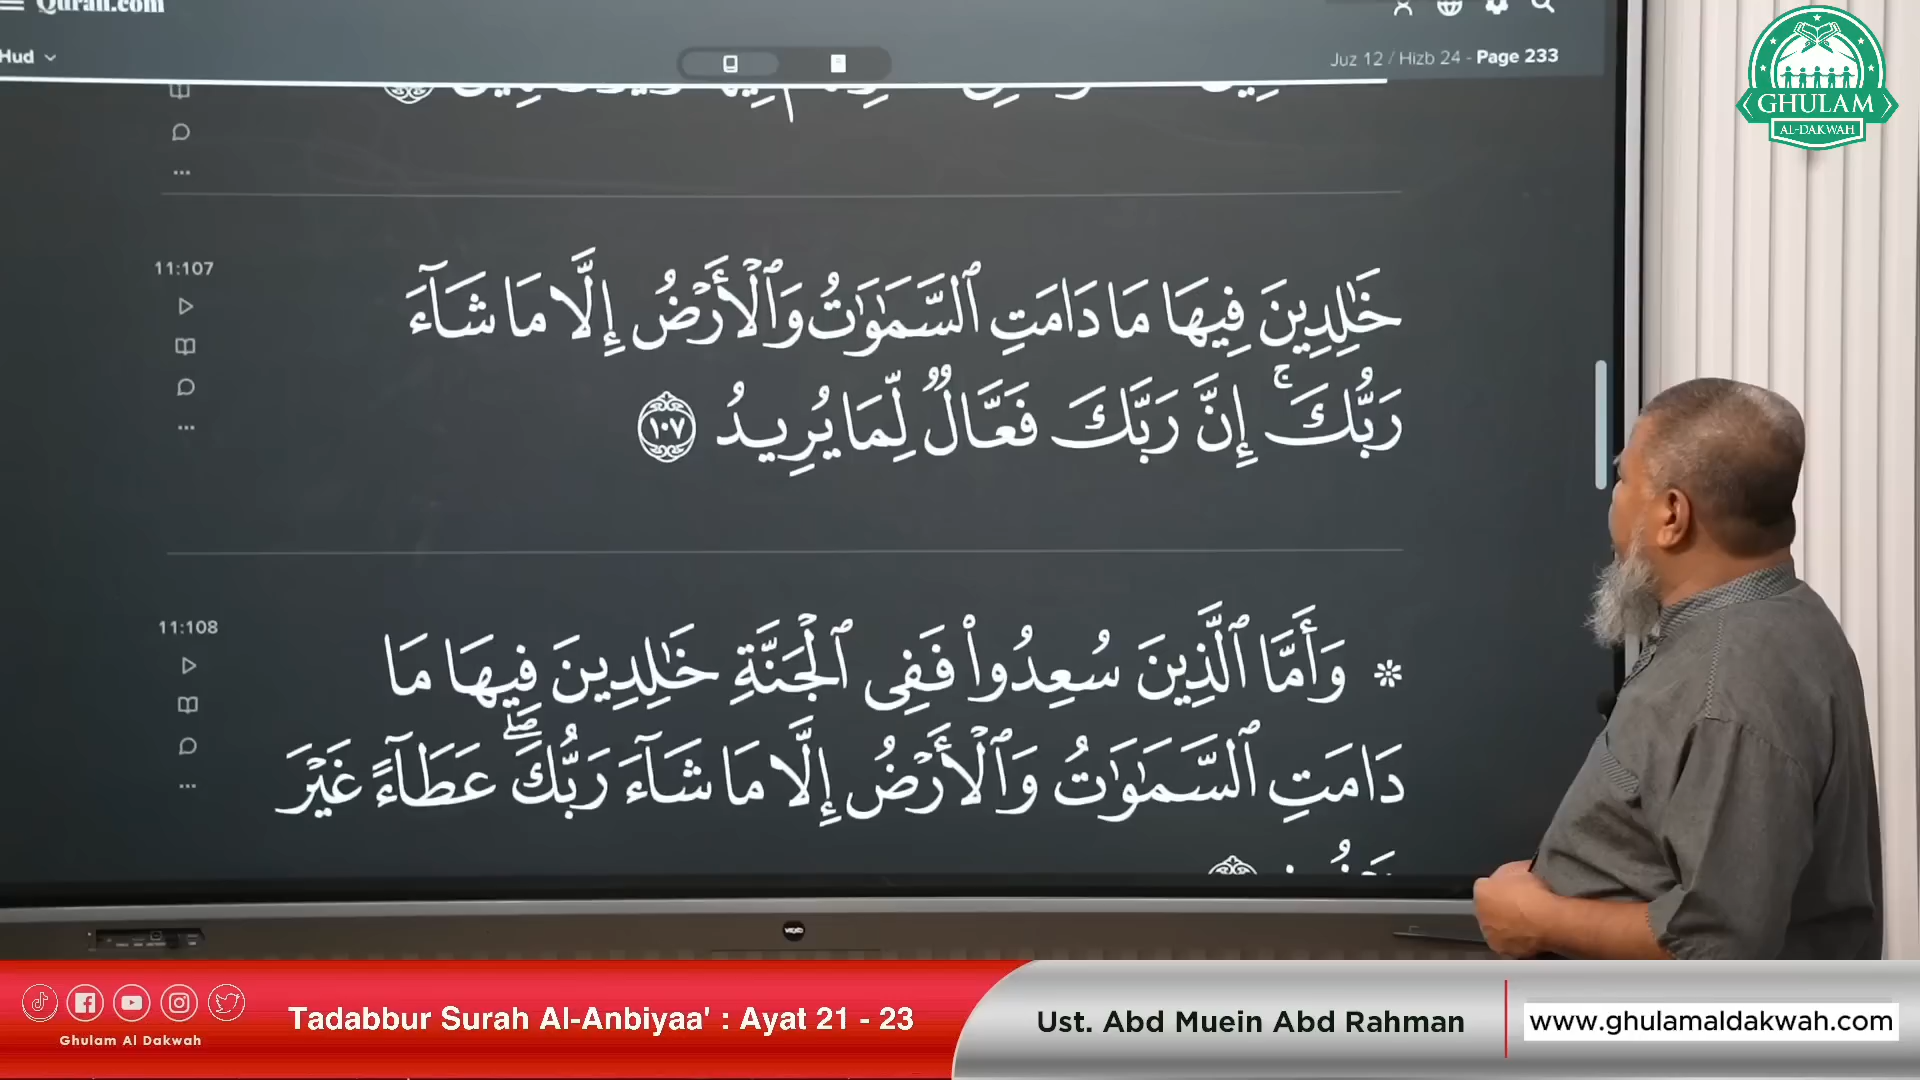 Quran.com
Hud
Juz 12 / Hizb 24 - Page 233
GHULAM
AL-DAKWAH
11:107
خَـٰلِدِينَ فِيهَا مَا دَامَتِ ٱلسَّمَـٰوَٰتُ وَٱلْأَرْضُ إِلَّا مَا شَآءَ
رَبُّكَ ۚ إِنَّ رَبَّكَ فَعَّالٌۭ لِّمَا يُرِيدُ ١٠٧
11:108
۞ وَأَمَّا ٱلَّذِينَ سُعِدُوا۟ فَفِى ٱلْجَنَّةِ خَـٰلِدِينَ فِيهَا مَا
دَامَتِ ٱلسَّمَـٰوَٰتُ وَٱلْأَرْضُ إِلَّا مَا شَآءَ رَبُّكَ ۖ عَطَآءً غَيْرَ
Ghulam Al Dakwah
Tadabbur Surah Al-Anbiyaa' : Ayat 21 - 23
Ust. Abd Muein Abd Rahman
www.ghulamaldakwah.com